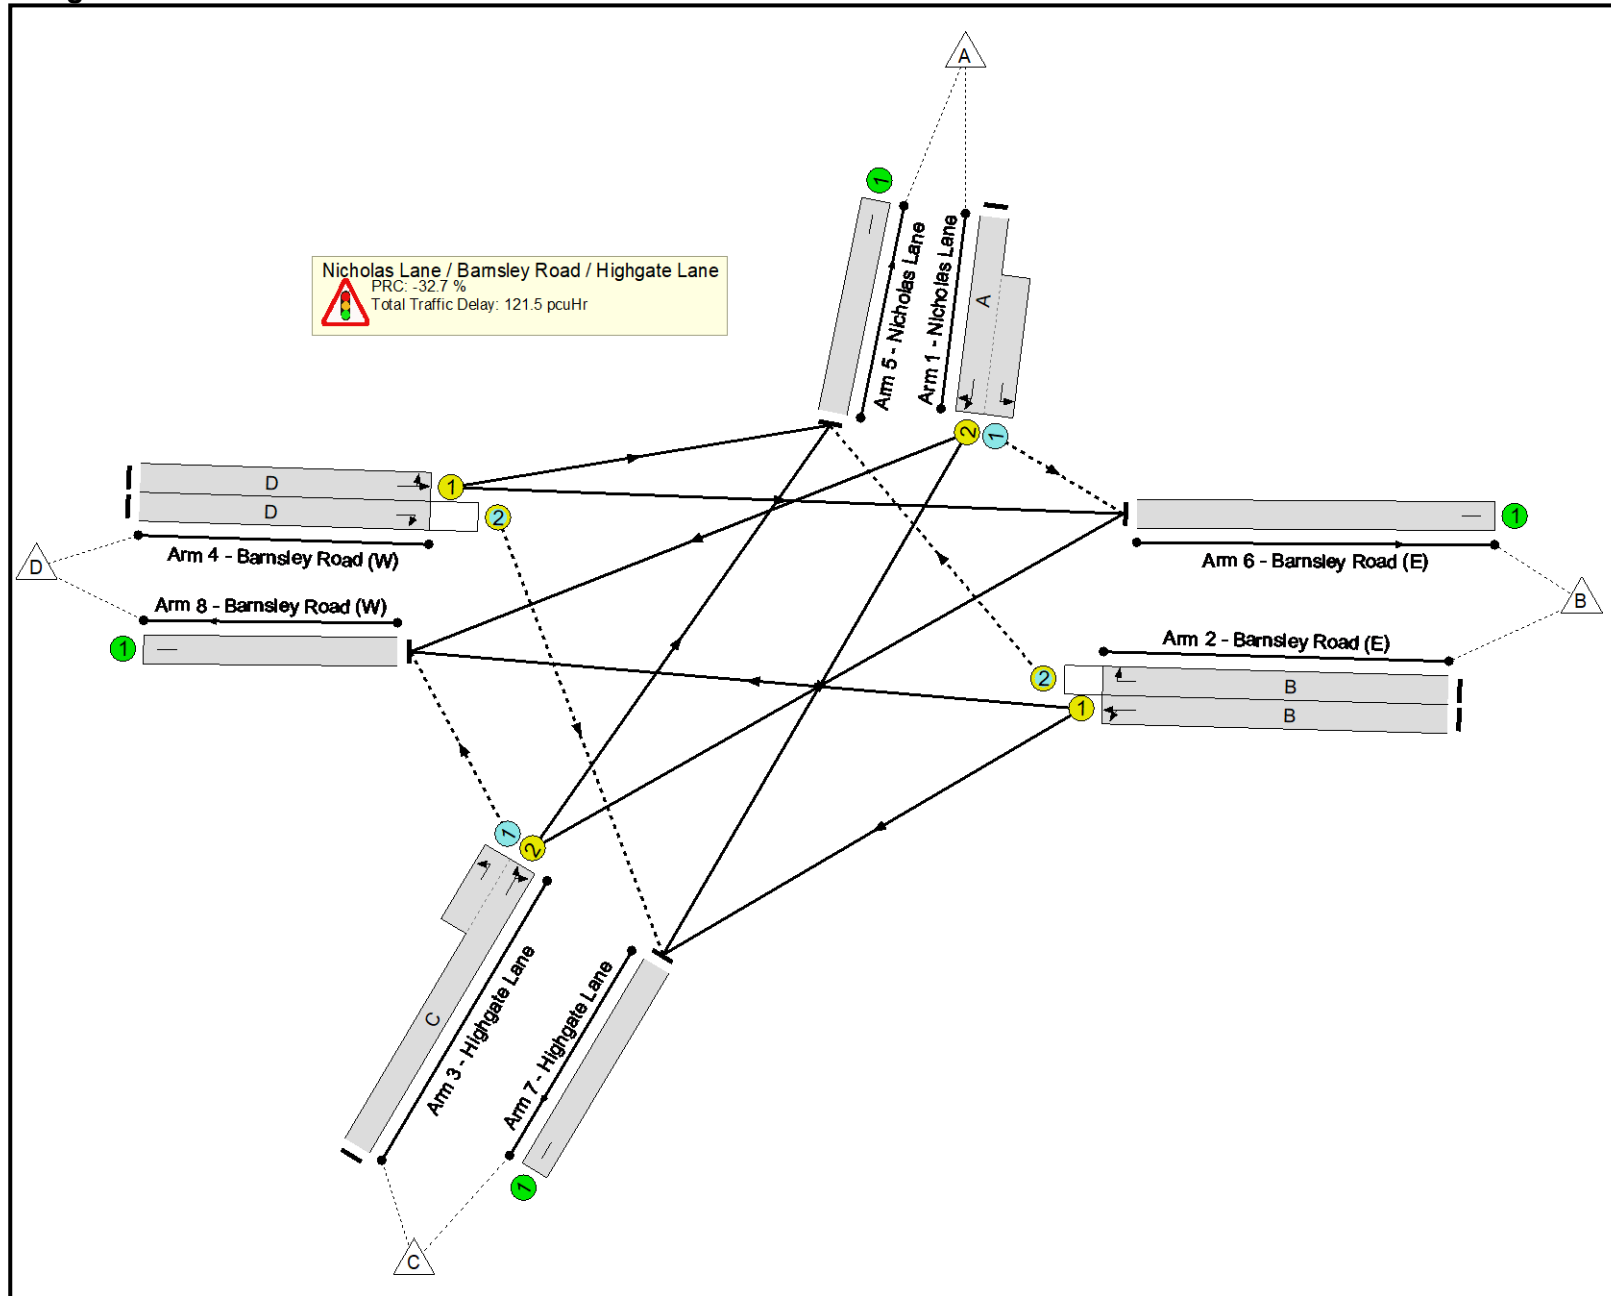 A
1
Nicholas Lane / Barnsley Road / Highgate Lane
PRC: -32.7 %
Total Traffic Delay: 121.5 pcuHr
Arm 5 - Nicholas Lane
Arm 1 - Nicholas Lane
A
2
1
D
1
D
2
Arm 4 - Barnsley Road (W)
D
Arm 8 - Barnsley Road (W)
1
1
Arm 6 - Barnsley Road (E)
B
Arm 2 - Barnsley Road (E)
2
B
1
B
1
2
C
Arm 3 - Highgate Lane
Arm 7 - Highgate Lane
1
C